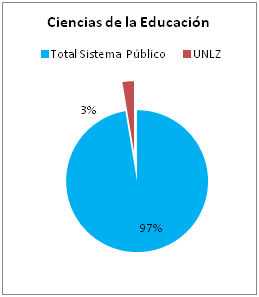 Ciencias de la Educación
Total Sistema Público UNLZ
3%
97%